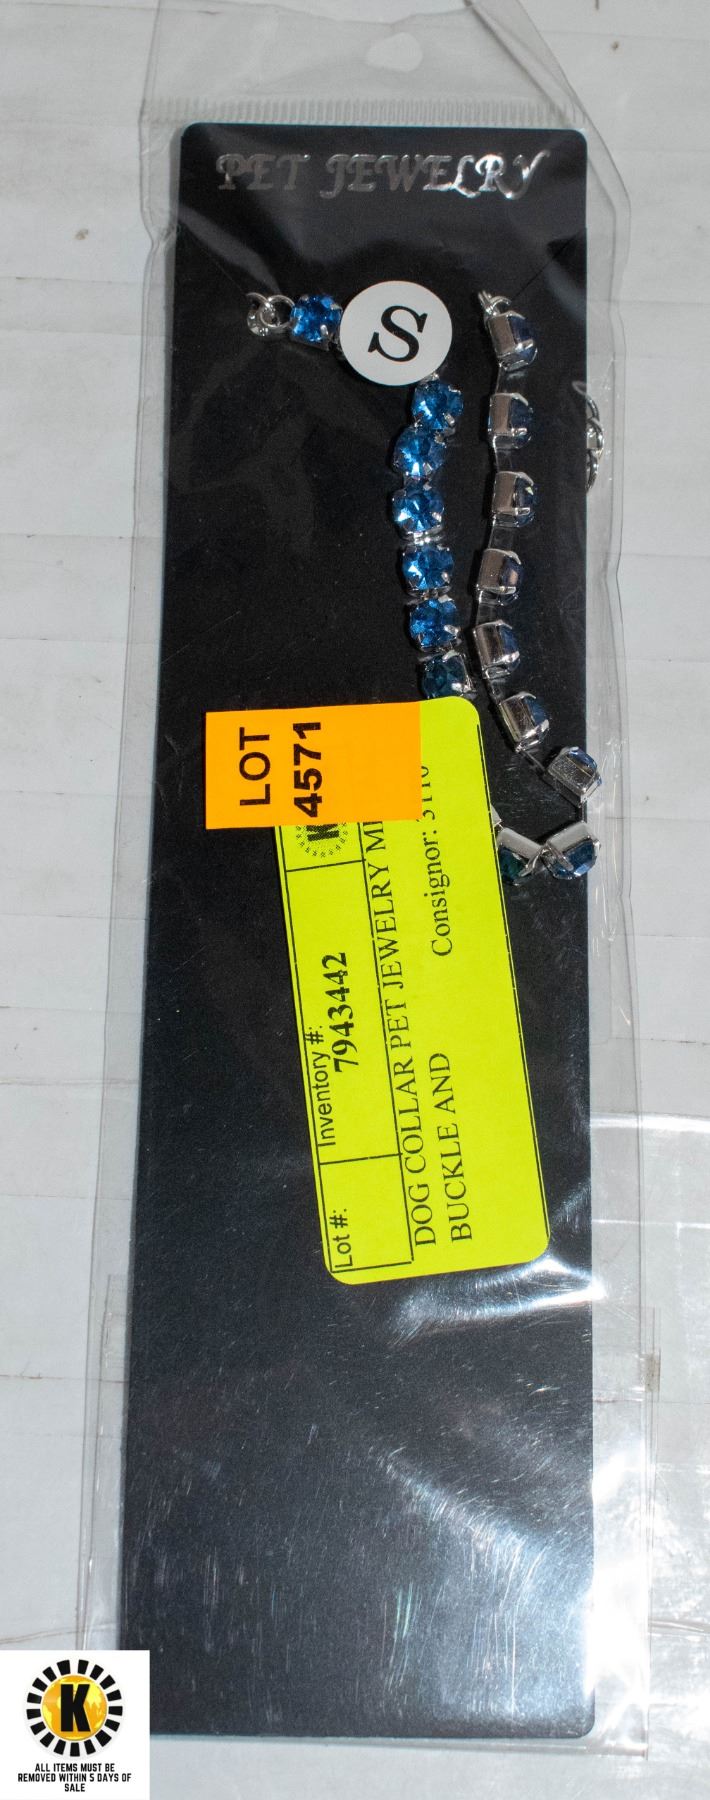 PET JEWELRY
S
LOT
4571
Lot #:
Inventory #:
7943442
DOG COLLAR PET JEWELRY
BUCKLE AND
Consignor:
K
ALL ITEMS MUST BE
REMOVED WITHIN 5 DAYS OF
SALE